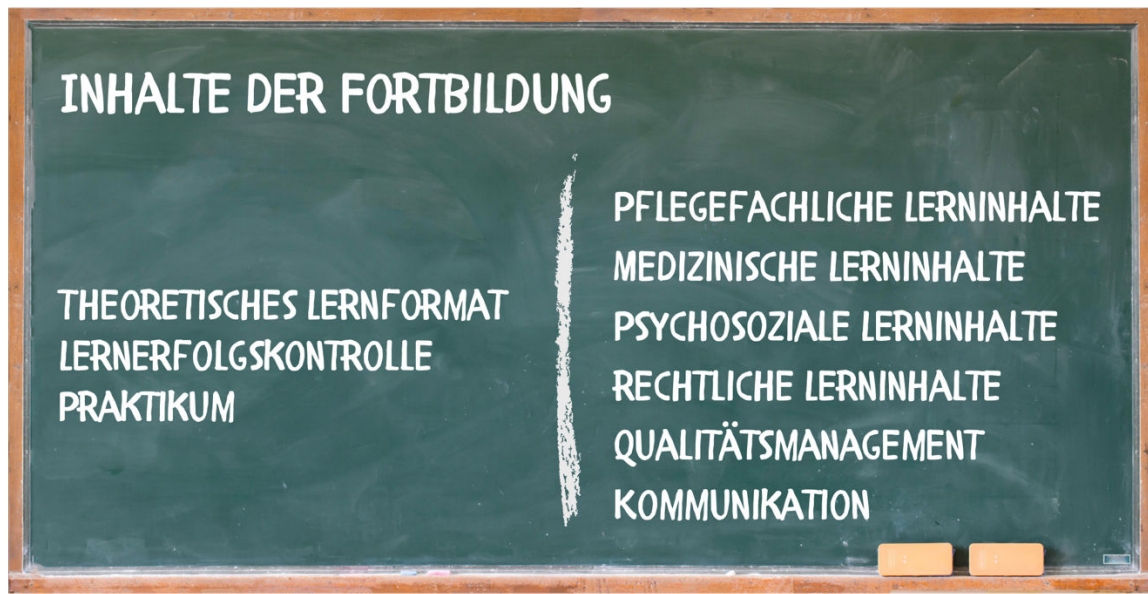 INHALTE DER FORTBILDUNG
THEORETISCHES LERNFORMAT
LERNERFOLGSKONTROLLE
PRAKTIKUM
PFLEGEFACHLICHE LERNINHALTE
MEDIZINISCHE LERNINHALTE
PSYCHOSOZIALE LERNINHALTE
RECHTLICHE LERNINHALTE
QUALITÄTSMANAGEMENT
KOMMUNIKATION